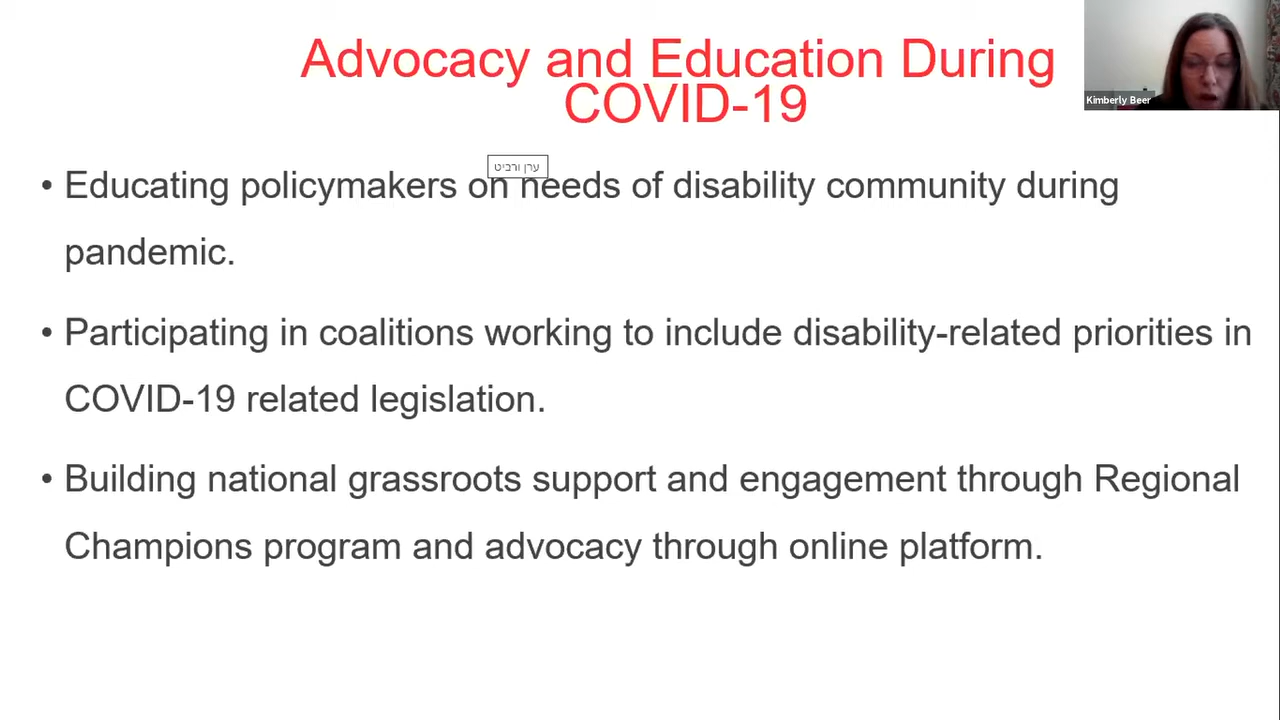 Advocacy and Education During
COVID-19
Kimberly Beer
ערן ורביט
• Educating policymakers on needs of disability community during
pandemic.
• Participating in coalitions working to include disability-related priorities in
COVID-19 related legislation.
• Building national grassroots support and engagement through Regional
Champions program and advocacy through online platform.